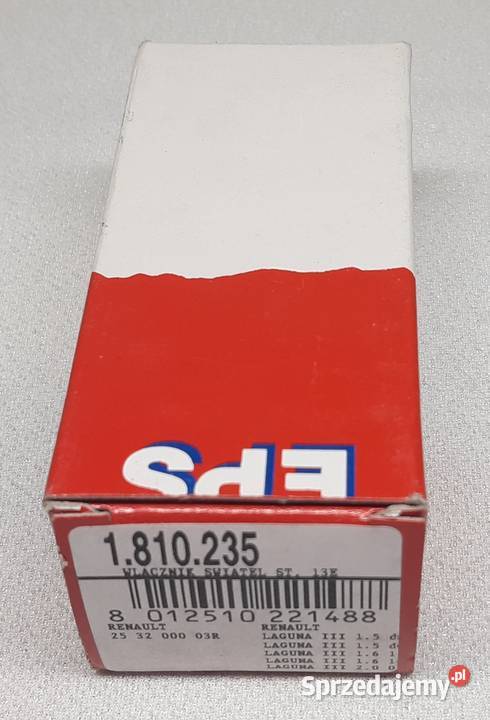 EPS
1.810.235
WLACZNIK SWIATEL ST. 13E
8 012510 221488
RENAULT RENAULT
25 32 000 03R LAGUNA III 1.5 d
LAGUNA III 1.5 d
LAGUNA III 1.6 1
LAGUNA III 1.6 1
LAGUNA III 2.0
Sprzedajemy.pl